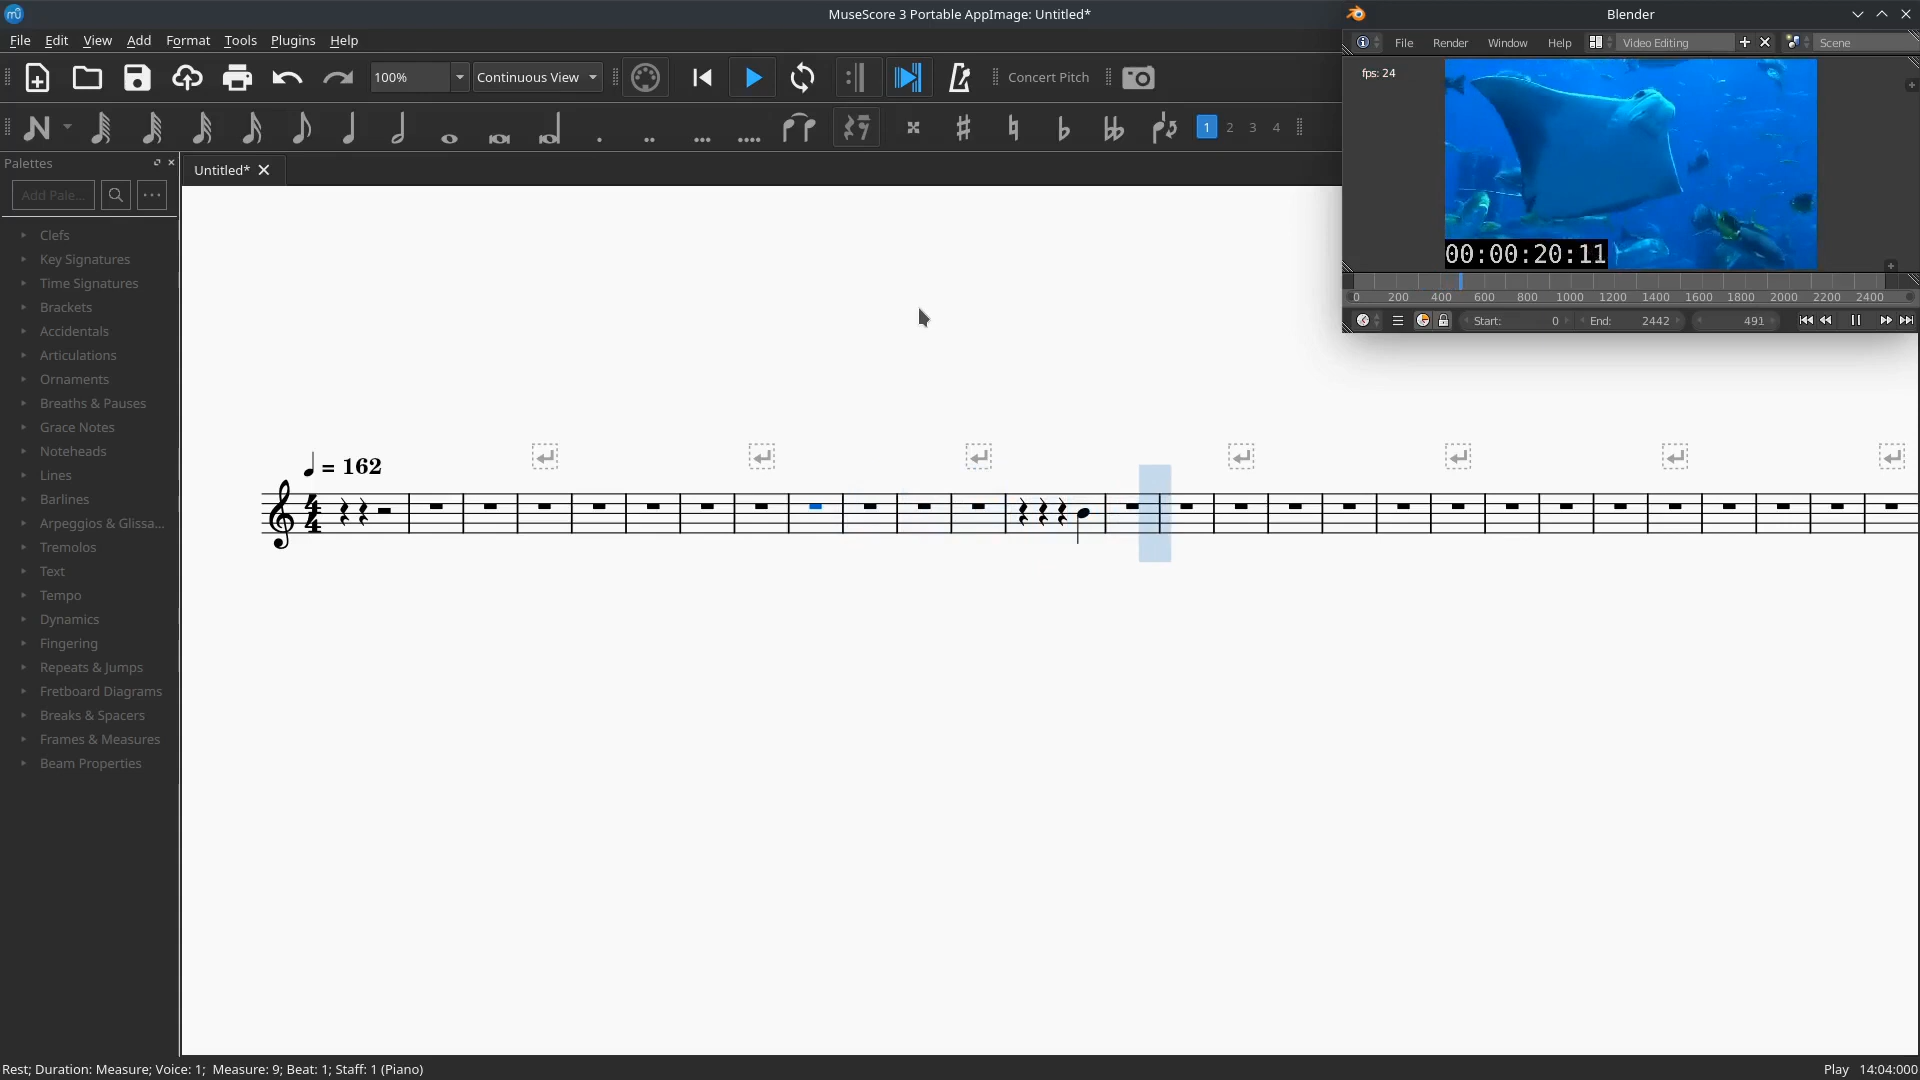 MuseScore 3 Portable AppImage: Untitled*
File Edit View Add Format Tools Plugins Help
100% Continuous View Concert Pitch
1 2 3 4
Palettes
Untitled*
Add Pale...
Clefs
Key Signatures
Time Signatures
Brackets
Accidentals
Articulations
Ornaments
Breaths & Pauses
Grace Notes
Noteheads
Lines
Barlines
Arpeggios & Glissa...
Tremolos
Text
Tempo
Dynamics
Fingering
Repeats & Jumps
Fretboard Diagrams
Breaks & Spacers
Frames & Measures
Beam Properties
= 162
4
4
Blender
File Render Window Help Video Editing Scene
fps: 24
00:00:20:11
0 200 400 600 800 1000 1200 1400 1600 1800 2000 2200 2400
Start: 0 End: 2442 491
Rest; Duration: Measure; Voice: 1; Measure: 9; Beat: 1; Staff: 1 (Piano)
Play 14:04:000